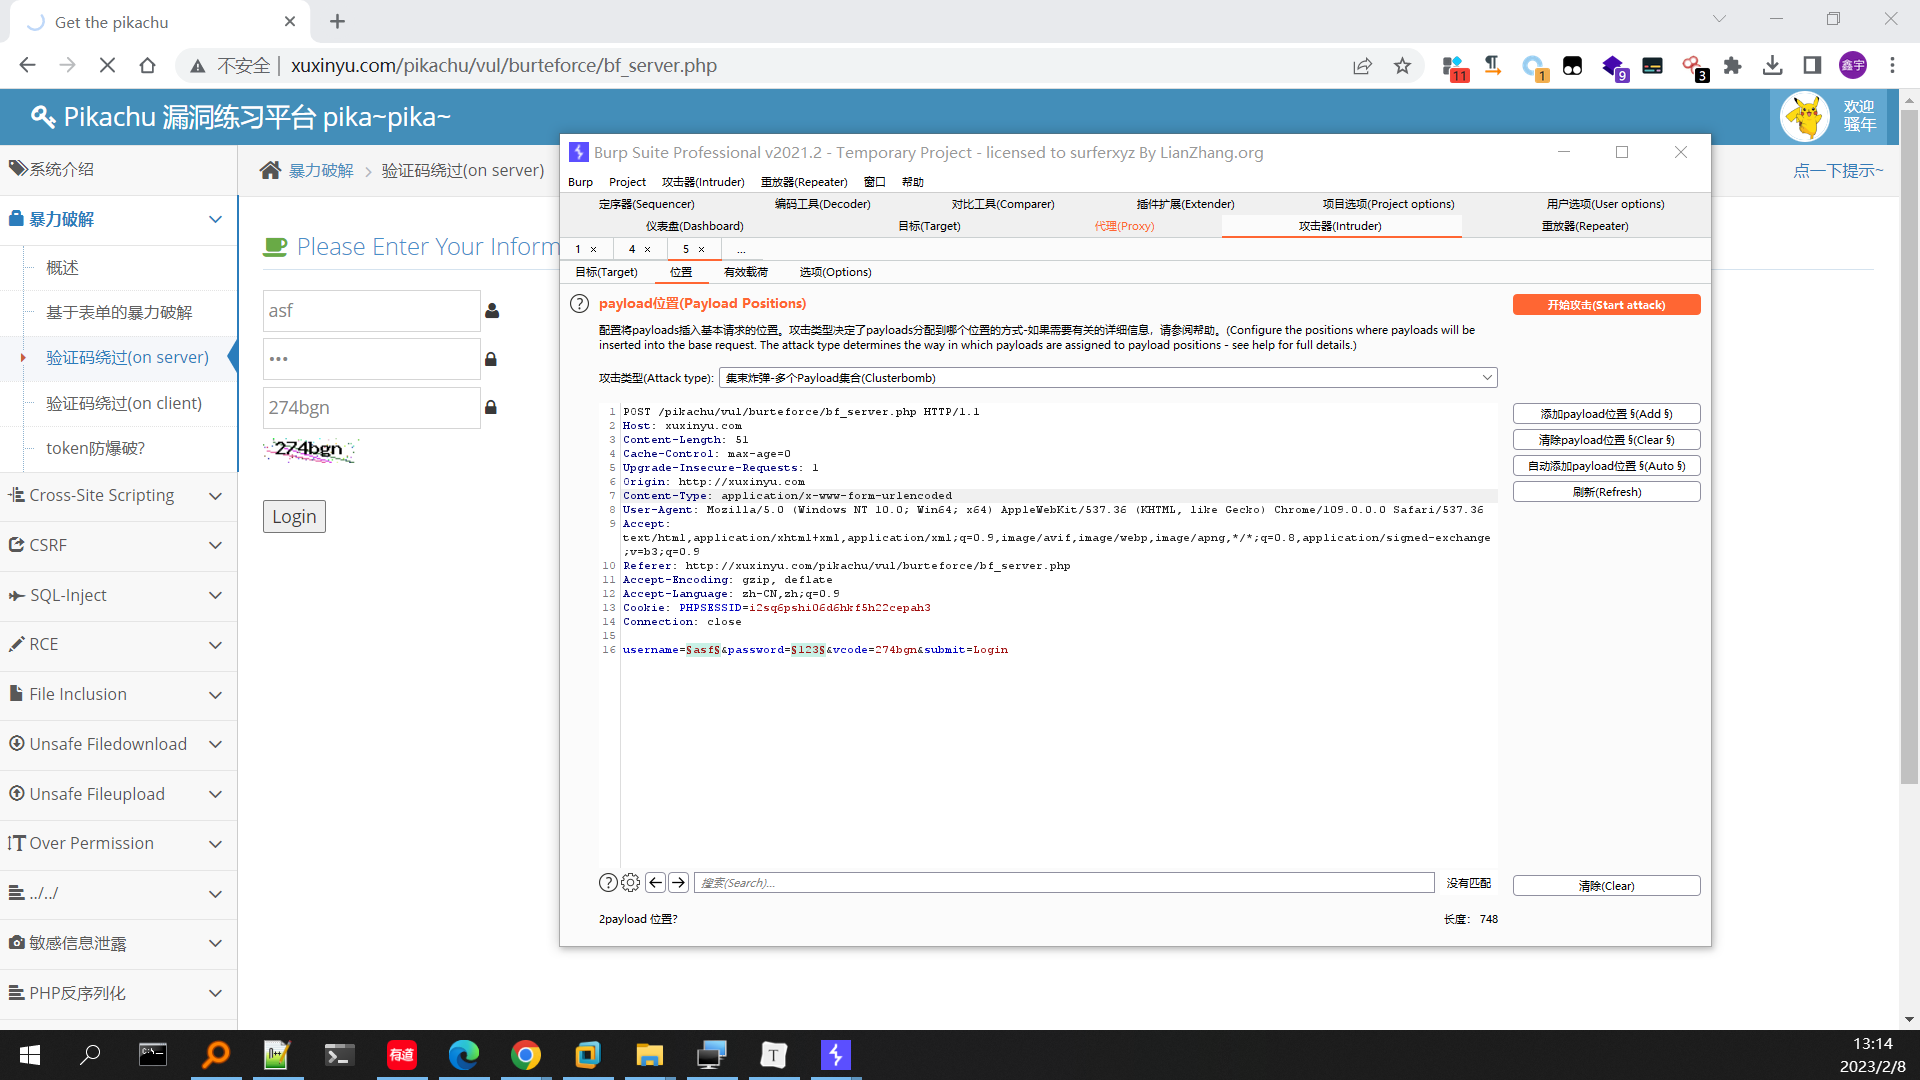 Get the pikachu
不安全
xuxinyu.com/pikachu/vul/burteforce/bf_server.php
11
1
9
3
鑫宇
Pikachu 漏洞练习平台 pika~pika~
欢迎
骚年
系统介绍
暴力破解
概述
基于表单的暴力破解
验证码绕过(on server)
验证码绕过(on client)
token防爆破?
Cross-Site Scripting
CSRF
SQL-Inject
RCE
File Inclusion
Unsafe Filedownload
Unsafe Fileupload
Over Permission
../../
敏感信息泄露
PHP反序列化
暴力破解
验证码绕过(on server)
点一下提示~
Please Enter Your Inform
asf
•••
274bgn
274bgn
Login
Burp Suite Professional v2021.2 - Temporary Project - licensed to surferxyz By LianZhang.org
Burp Project 攻击器(Intruder) 重放器(Repeater) 窗口 帮助
定序器(Sequencer) 编码工具(Decoder) 对比工具(Comparer) 插件扩展(Extender) 项目选项(Project options) 用户选项(User options)
仪表盘(Dashboard) 目标(Target) 代理(Proxy) 攻击器(Intruder) 重放器(Repeater)
1 × 4 × 5 × ...
目标(Target) 位置 有效载荷 选项(Options)
payload位置(Payload Positions)
开始攻击(Start attack)
配置将payloads插入基本请求的位置。攻击类型决定了payloads分配到哪个位置的方式-如果需要有关的详细信息，请参阅帮助。(Configure the positions where payloads will be
inserted into the base request. The attack type determines the way in which payloads are assigned to payload positions - see help for full details.)
攻击类型(Attack type): 集束炸弹-多个Payload集合(Clusterbomb)
1 POST /pikachu/vul/burteforce/bf_server.php HTTP/1.1
2 Host: xuxinyu.com
3 Content-Length: 51
4 Cache-Control: max-age=0
5 Upgrade-Insecure-Requests: 1
6 Origin: http://xuxinyu.com
7 Content-Type: application/x-www-form-urlencoded
8 User-Agent: Mozilla/5.0 (Windows NT 10.0; Win64; x64) AppleWebKit/537.36 (KHTML, like Gecko) Chrome/109.0.0.0 Safari/537.36
9 Accept:
text/html,application/xhtml+xml,application/xml;q=0.9,image/avif,image/webp,image/apng,*/*;q=0.8,application/signed-exchange
;v=b3;q=0.9
10 Referer: http://xuxinyu.com/pikachu/vul/burteforce/bf_server.php
11 Accept-Encoding: gzip, deflate
12 Accept-Language: zh-CN,zh;q=0.9
13 Cookie: PHPSESSID=i2sq6pshi06d6hkf5h22cepah3
14 Connection: close
15
16 username=§asf§&password=§123§&vcode=274bgn&submit=Login
添加payload位置 §(Add §)
清除payload位置 §(Clear §)
自动添加payload位置 §(Auto §)
刷新(Refresh)
搜索(Search)...
没有匹配
清除(Clear)
2payload 位置?
长度: 748
有道
T
13:14
2023/2/8